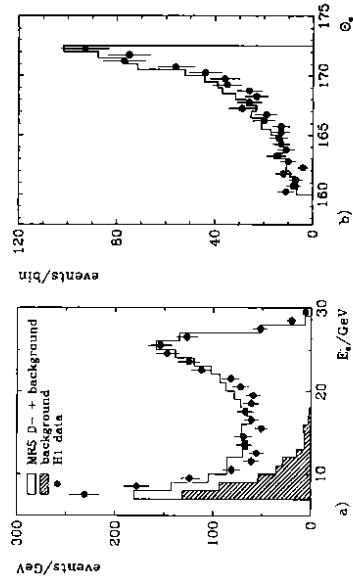 events/GeV
300
200
100
0
MRS D- + background
background
H1 data
10
20
30
E_e/GeV
a)
events/bin
120
80
40
0
160
165
170
175
Θ_e
b)